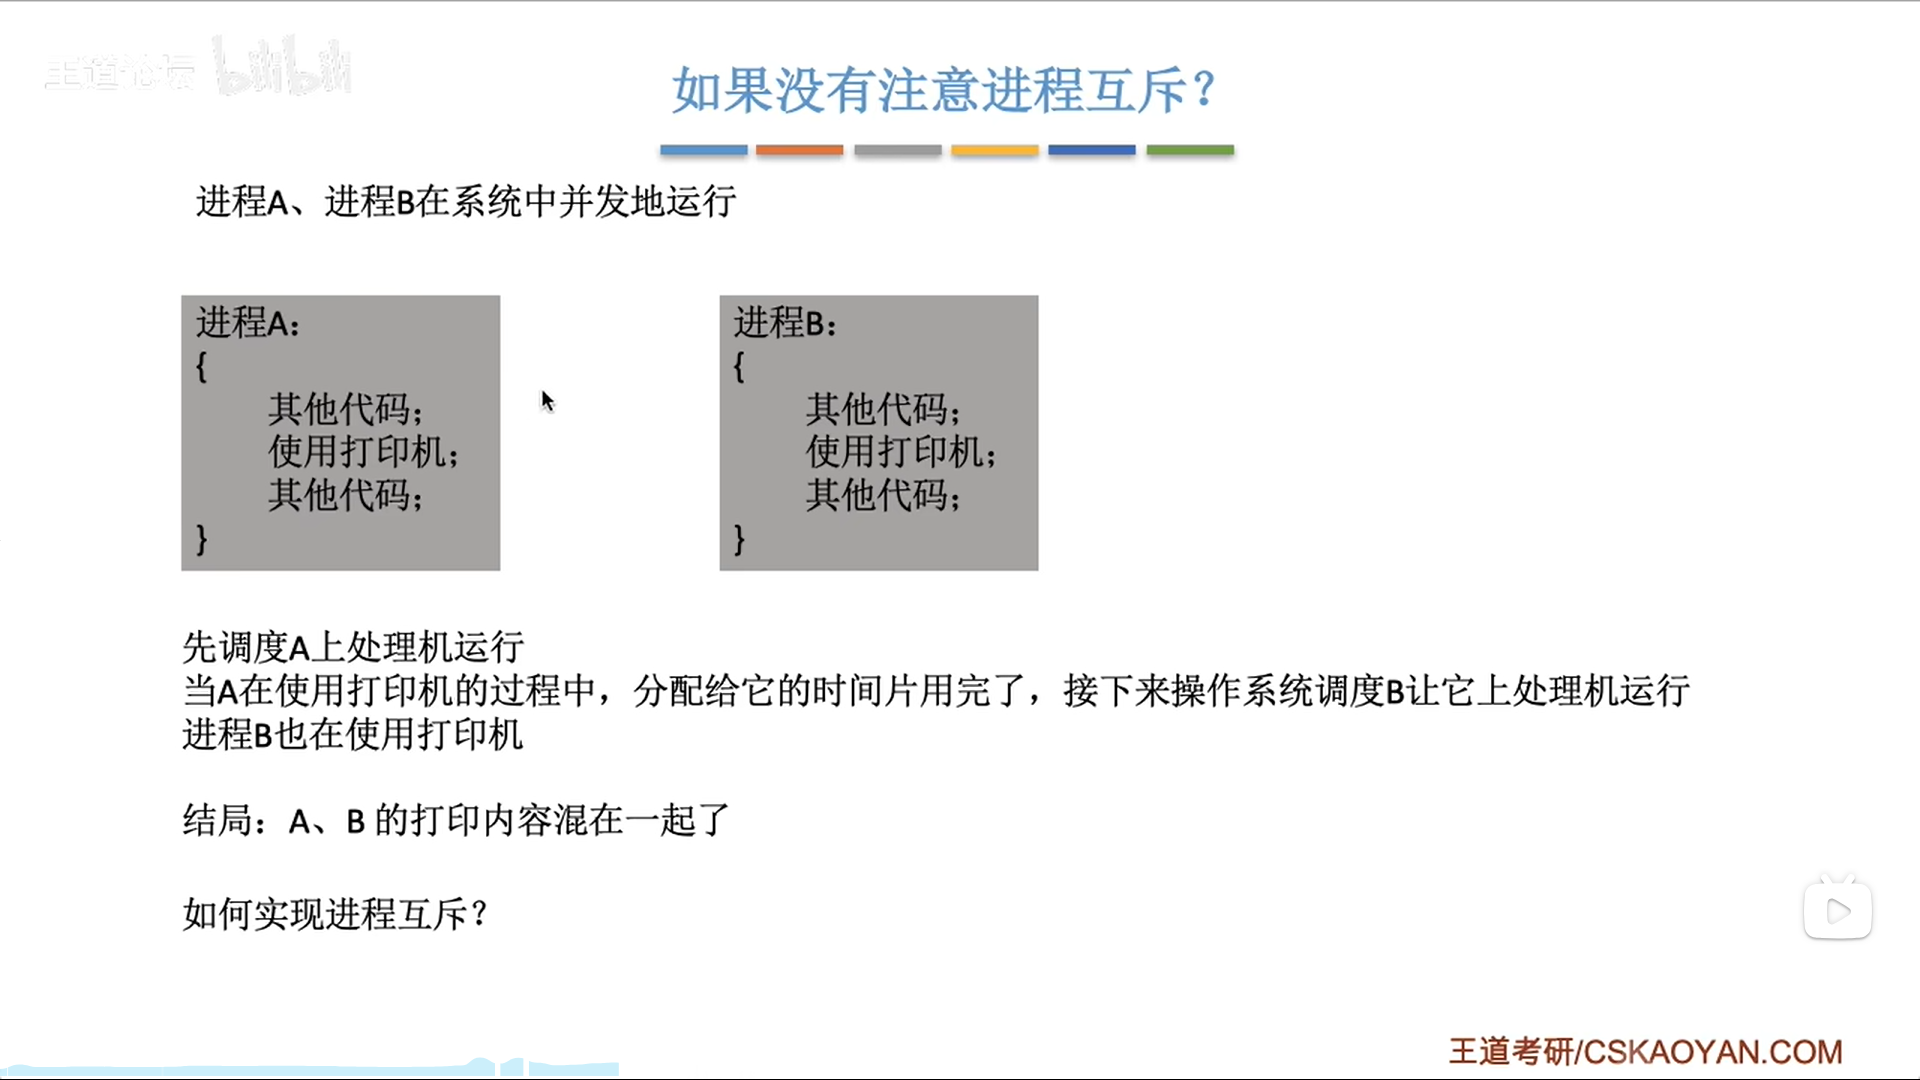 王道论坛 bilibili
如果没有注意进程互斥？
进程A、进程B在系统中并发地运行
进程A：
{
其他代码；
使用打印机；
其他代码；
}
进程B：
{
其他代码；
使用打印机；
其他代码；
}
先调度A上处理机运行
当A在使用打印机的过程中，分配给它的时间片用完了，接下来操作系统调度B让它上处理机运行
进程B也在使用打印机
结局：A、B 的打印内容混在一起了
如何实现进程互斥？
王道考研/CSKAOYAN.COM